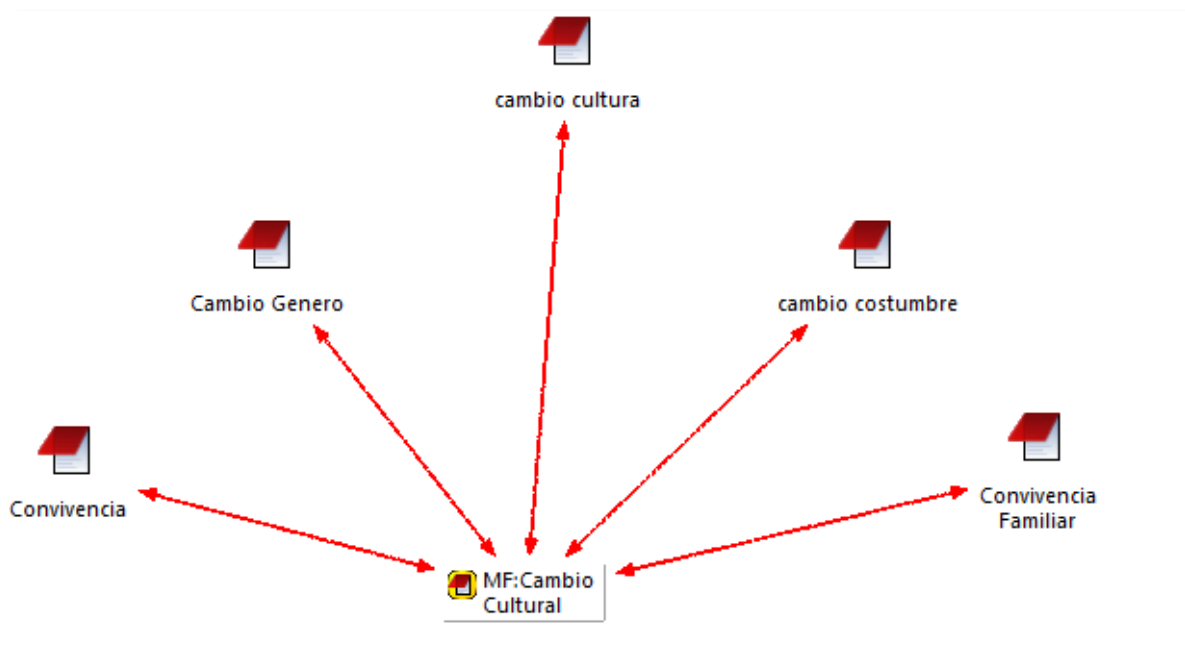 cambio cultura
Cambio Genero
cambio costumbre
Convivencia
Convivencia
Familiar
MF:Cambio
Cultural